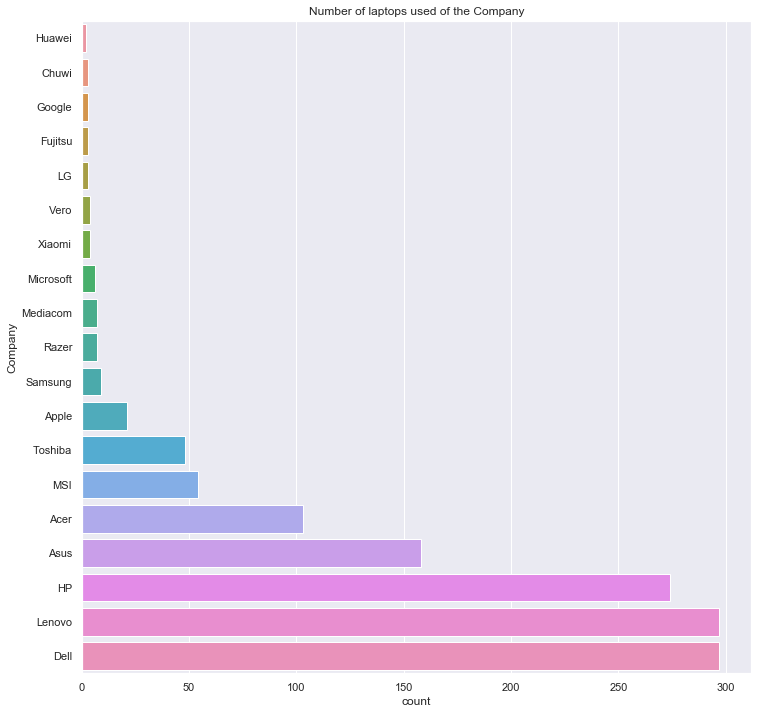 Number of laptops used of the Company
Company
Huawei
Chuwi
Google
Fujitsu
LG
Vero
Xiaomi
Microsoft
Mediacom
Razer
Samsung
Apple
Toshiba
MSI
Acer
Asus
HP
Lenovo
Dell
0 50 100 150 200 250 300
count